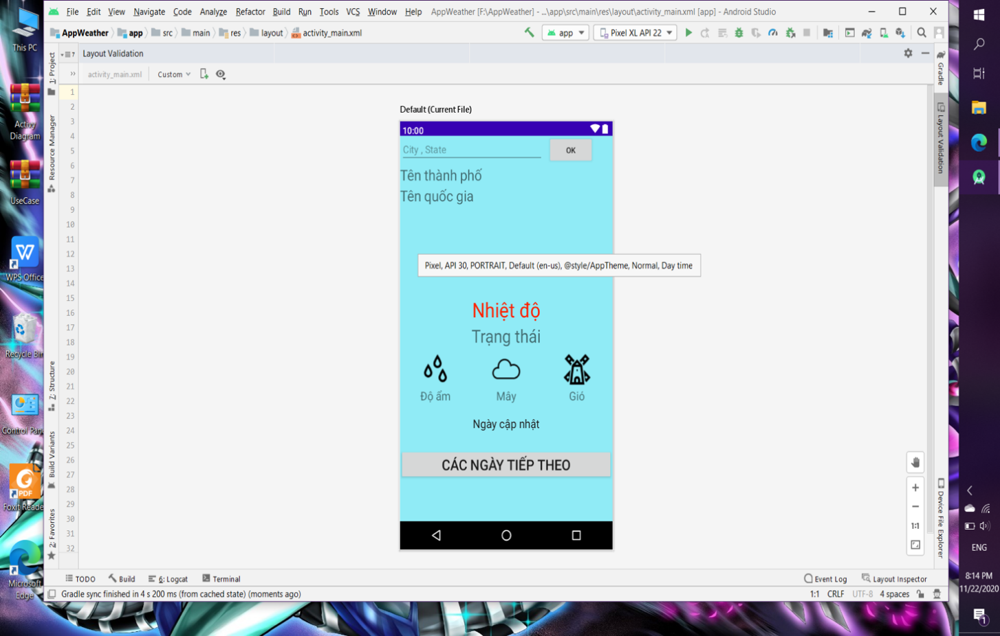 This PC
Activy Diagram
UseCase
WPS Office
Recycle Bin
Control Pan
Foxit Reade
Microsoft Edge
File Edit View Navigate Code Analyze Refactor Build Run Tools VCS Window Help AppWeather [F:\AppWeather] - ...\app\src\main\res\layout\activity_main.xml [app] - Android Studio
AppWeather app src main res layout activity_main.xml app Pixel XL API 22
7 Layout Validation
activity_main.xml Custom
1: Project
Resource Manager
7: Structure
Build Variants
2: Favorites
1
2
3
4
5
6
7
8
9
10
11
12
13
14
15
16
17
18
19
20
21
22
23
24
25
26
27
28
29
30
31
32
Default (Current File)
10:00
City , State OK
Tên thành phố
Tên quốc gia
Pixel, API 30, PORTRAIT, Default (en-us), @style/AppTheme, Normal, Day time
Nhiệt độ
Trạng thái
Độ ẩm Mây Gió
Ngày cập nhật
CÁC NGÀY TIẾP THEO
1:1
Gradle
Layout Validation
Device File Explorer
TODO Build 6: Logcat Terminal Event Log Layout Inspector
Gradle sync finished in 4 s 200 ms (from cached state) (moments ago) 1:1 CRLF UTF-8 4 spaces
ENG
8:14 PM
11/22/2020
1